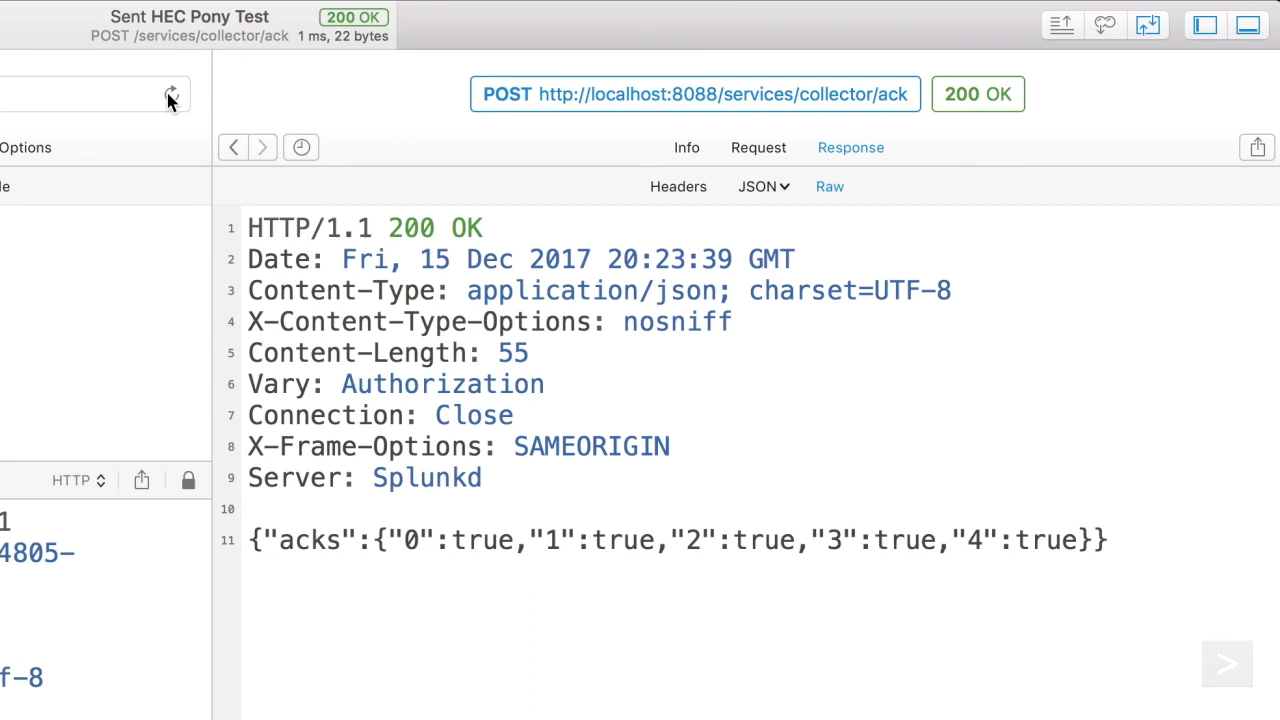 Sent HEC Pony Test 200 OK
POST /services/collector/ack 1 ms, 22 bytes
POST http://localhost:8088/services/collector/ack 200 OK
Options
Info Request Response
le
Headers JSON Raw
1 HTTP/1.1 200 OK
2 Date: Fri, 15 Dec 2017 20:23:39 GMT
3 Content-Type: application/json; charset=UTF-8
4 X-Content-Type-Options: nosniff
5 Content-Length: 55
6 Vary: Authorization
7 Connection: Close
8 X-Frame-Options: SAMEORIGIN
9 Server: Splunkd
10
11 {"acks":{"0":true,"1":true,"2":true,"3":true,"4":true}}
HTTP
1
4805-
f-8
>